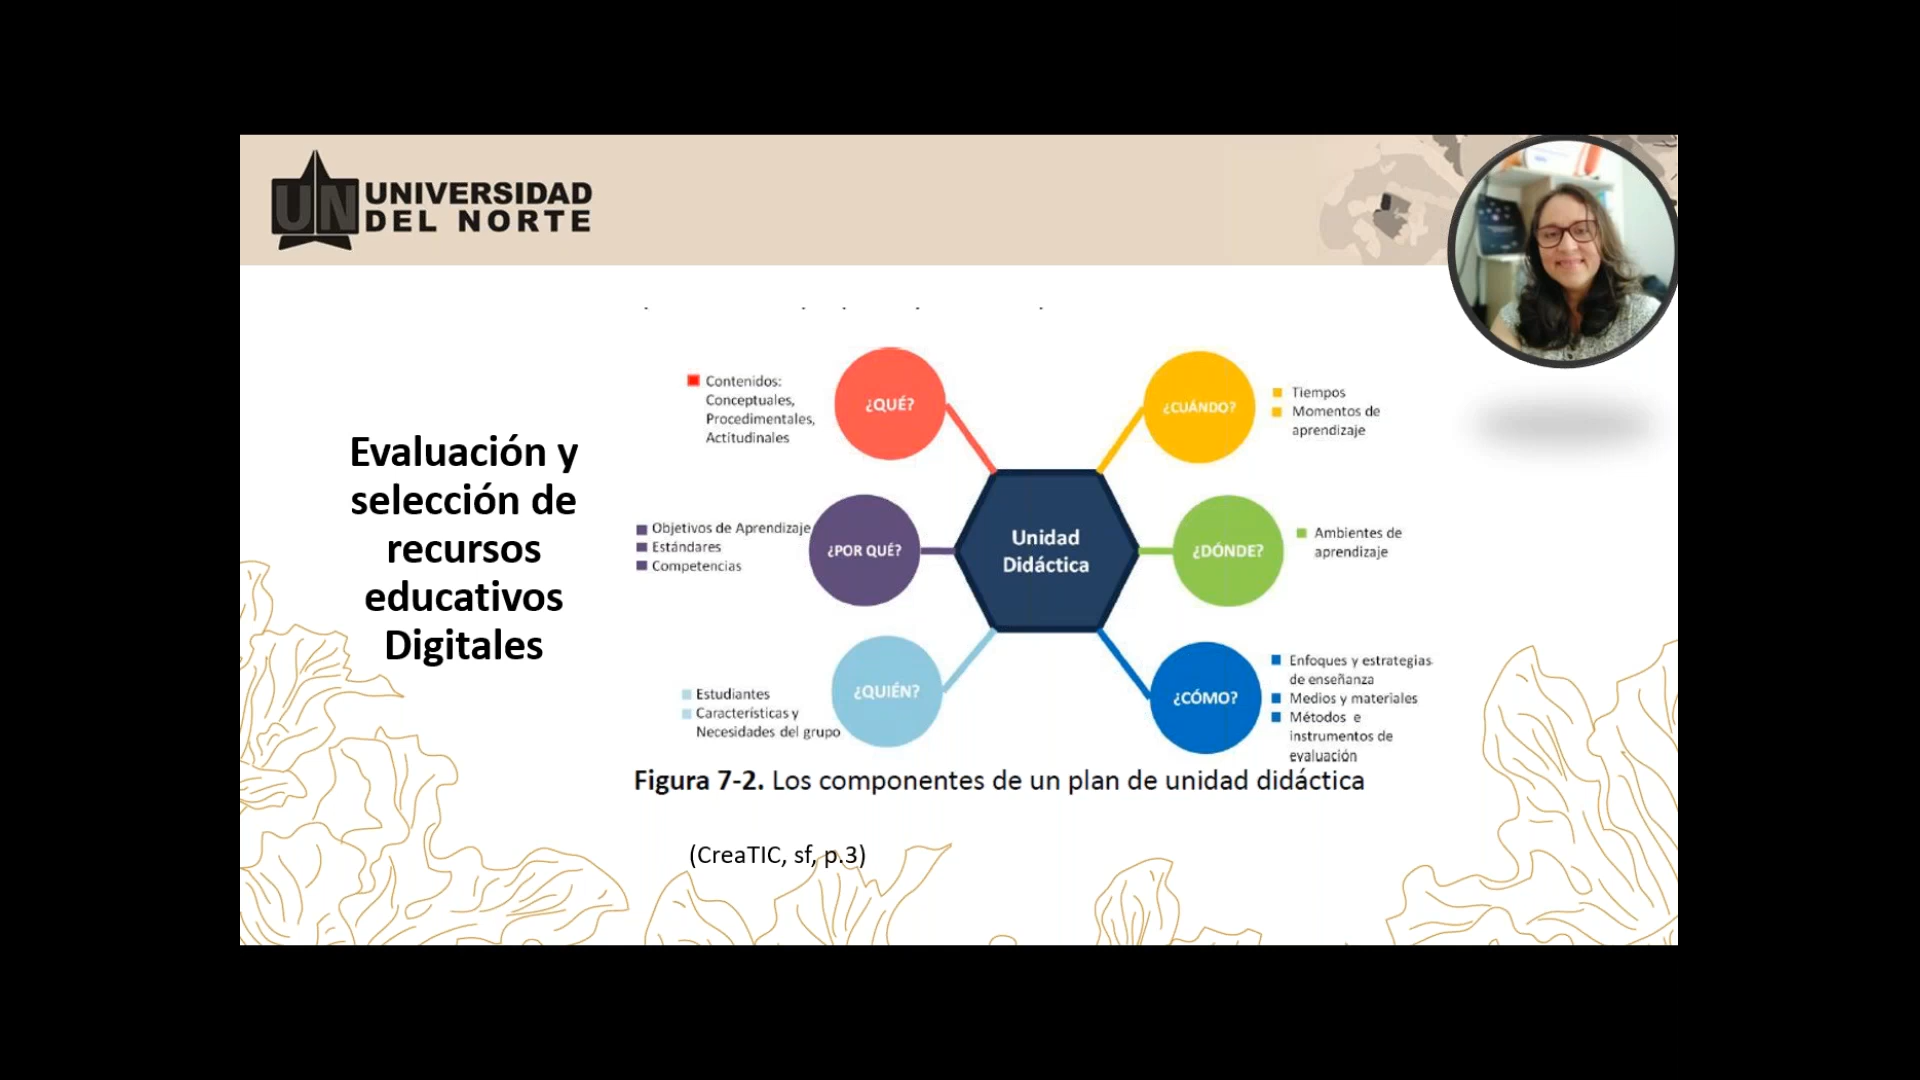 UN UNIVERSIDAD
DEL NORTE
Evaluación y
selección de
recursos
educativos
Digitales
¿QUÉ?
Contenidos:
Conceptuales,
Procedimentales,
Actitudinales
¿CUÁNDO?
Tiempos
Momentos de
aprendizaje
¿POR QUÉ?
Objetivos de Aprendizaje
Estándares
Competencias
Unidad
Didáctica
¿DÓNDE?
Ambientes de
aprendizaje
¿QUIÉN?
Estudiantes
Características y
Necesidades del grupo
¿CÓMO?
Enfoques y estrategias
de enseñanza
Medios y materiales
Métodos e
instrumentos de
evaluación
Figura 7-2. Los componentes de un plan de unidad didáctica
(CreaTIC, sf, p.3)